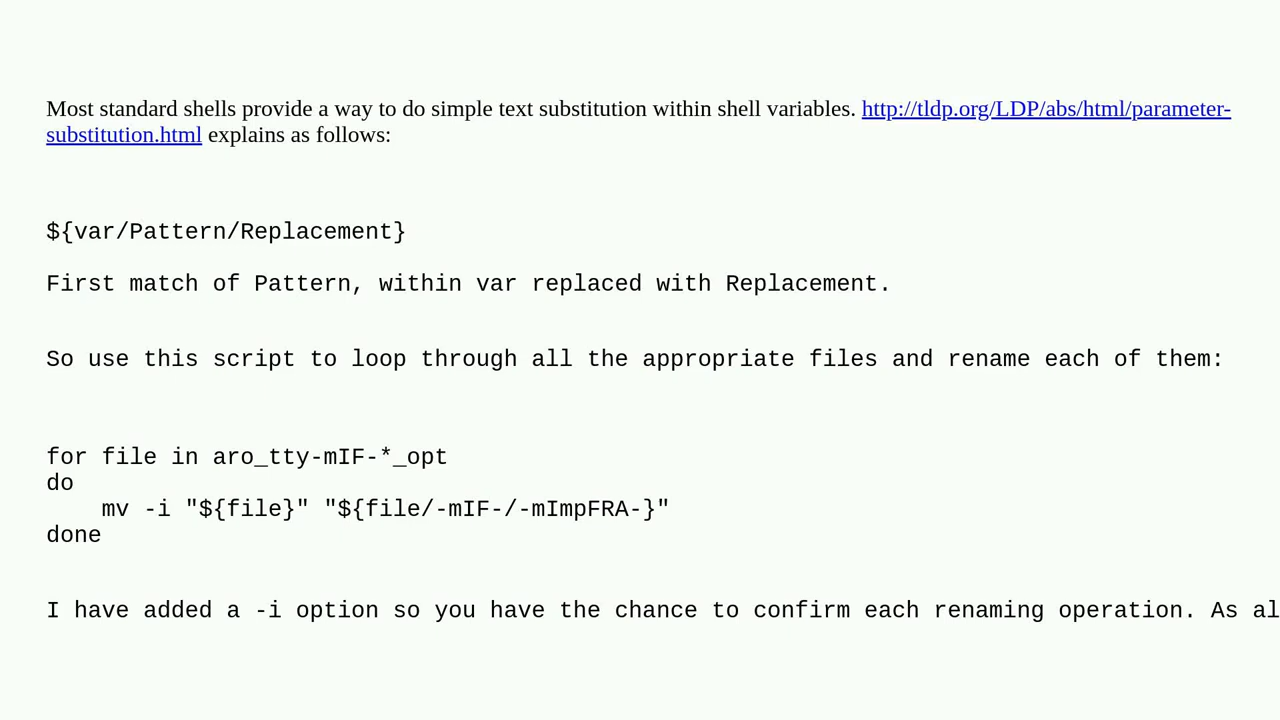 Most standard shells provide a way to do simple text substitution within shell variables. http://tldp.org/LDP/abs/html/parameter-
substitution.html explains as follows:
${var/Pattern/Replacement}
First match of Pattern, within var replaced with Replacement.
So use this script to loop through all the appropriate files and rename each of them:
for file in aro_tty-mIF-*_opt
do
    mv -i "${file}" "${file/-mIF-/-mImpFRA-}"
done
I have added a -i option so you have the chance to confirm each renaming operation. As al